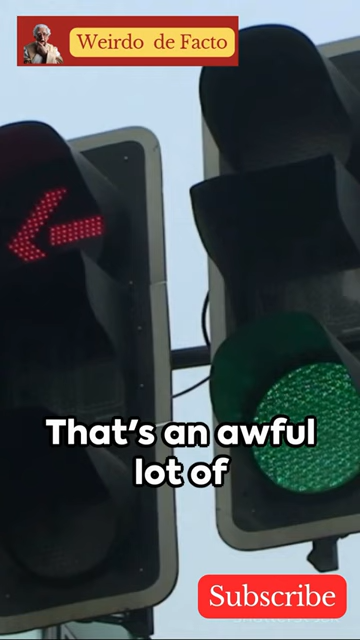 Weirdo de Facto
That's an awful
lot of
Subscribe